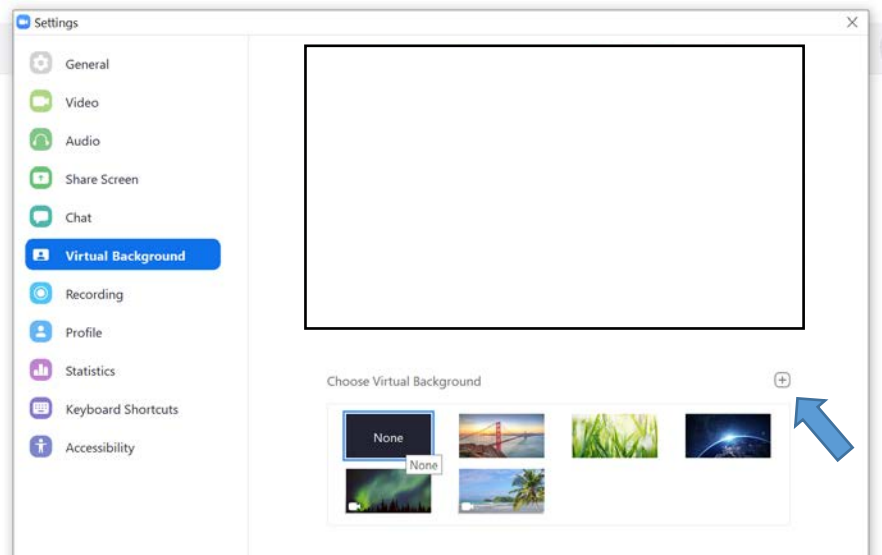 Settings
General
Video
Audio
Share Screen
Chat
Virtual Background
Recording
Profile
Statistics
Keyboard Shortcuts
Accessibility
Choose Virtual Background
None
None